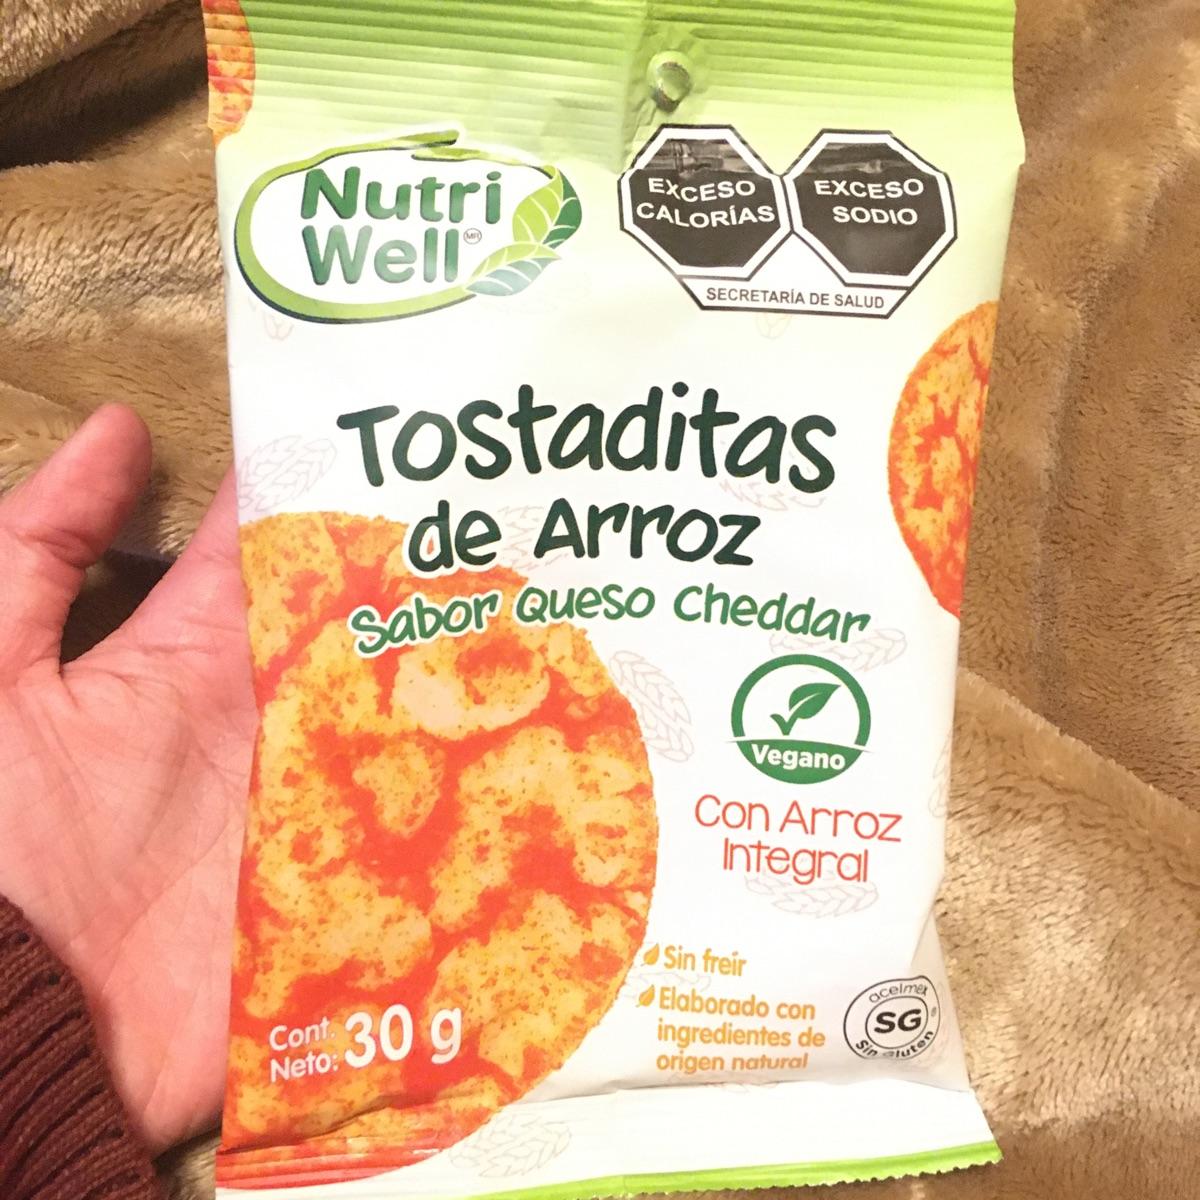 Nutri
Well MR
EXCESO
CALORÍAS
EXCESO
SODIO
SECRETARÍA DE SALUD
Tostaditas
de Arroz
Sabor Queso Cheddar
Vegano
Con Arroz
Integral
Sin freír
Elaborado con
ingredientes de
origen natural
Cont.
Neto: 30 g
acelmex
SG
Sin Gluten